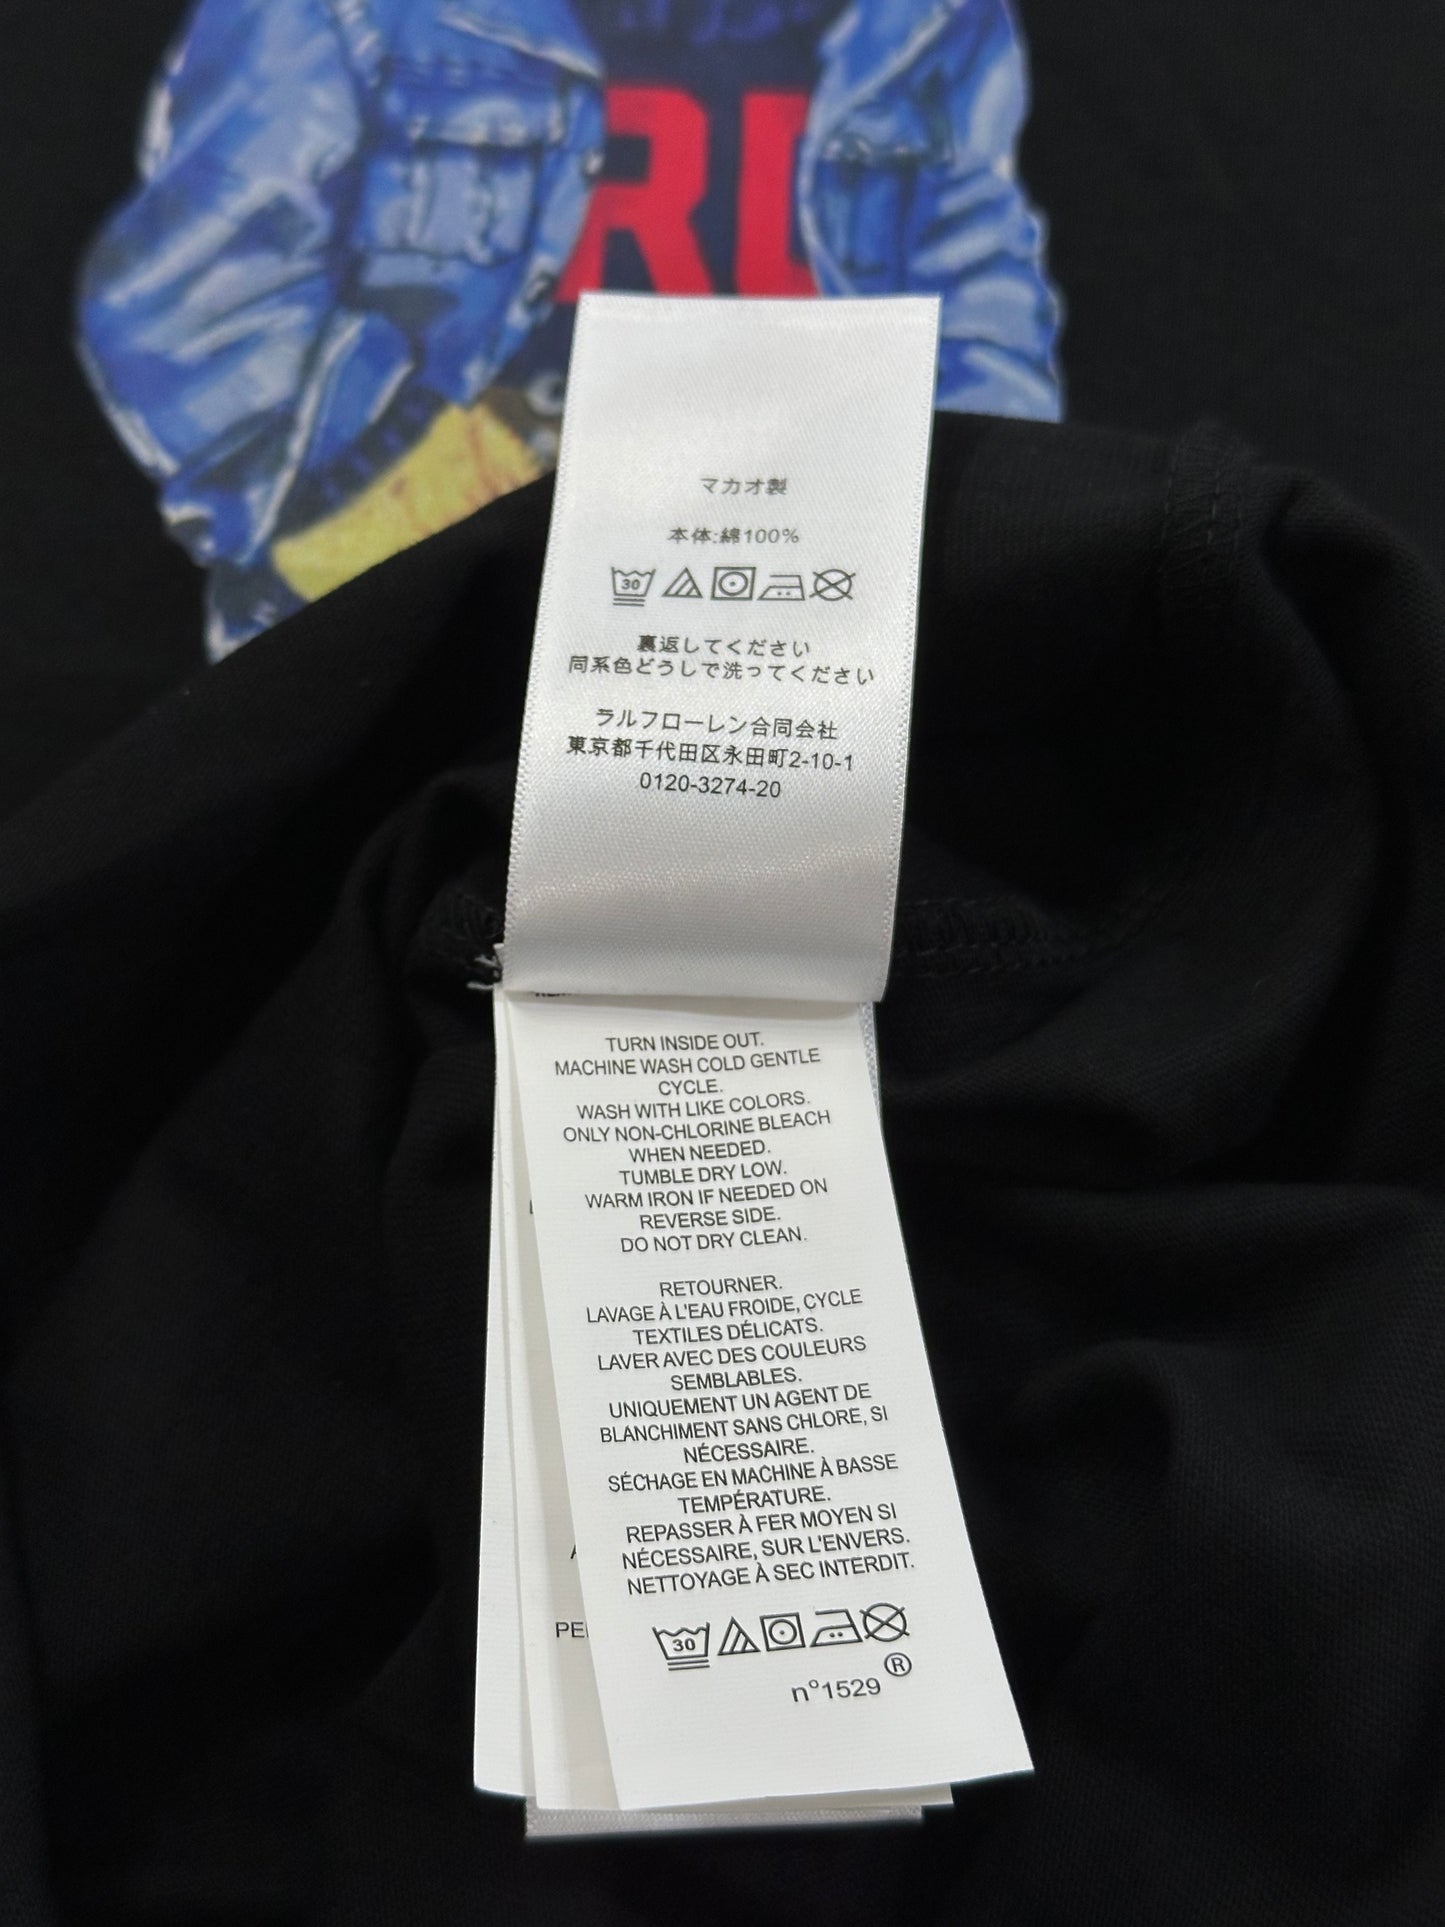 RL
マカオ製
本体:綿100%
30
裏返してください
同系色どうしで洗ってください
ラルフローレン合同会社
東京都千代田区永田町2-10-1
0120-3274-20
TURN INSIDE OUT.
MACHINE WASH COLD GENTLE
CYCLE.
WASH WITH LIKE COLORS.
ONLY NON-CHLORINE BLEACH
WHEN NEEDED.
TUMBLE DRY LOW.
WARM IRON IF NEEDED ON
REVERSE SIDE.
DO NOT DRY CLEAN.
RETOURNER.
LAVAGE À L'EAU FROIDE, CYCLE
TEXTILES DÉLICATS.
LAVER AVEC DES COULEURS
SEMBLABLES.
UNIQUEMENT UN AGENT DE
BLANCHIMENT SANS CHLORE, SI
NÉCESSAIRE.
SÉCHAGE EN MACHINE À BASSE
TEMPÉRATURE.
REPASSER À FER MOYEN SI
NÉCESSAIRE, SUR L'ENVERS.
NETTOYAGE À SEC INTERDIT.
PE
30
n°1529 ®